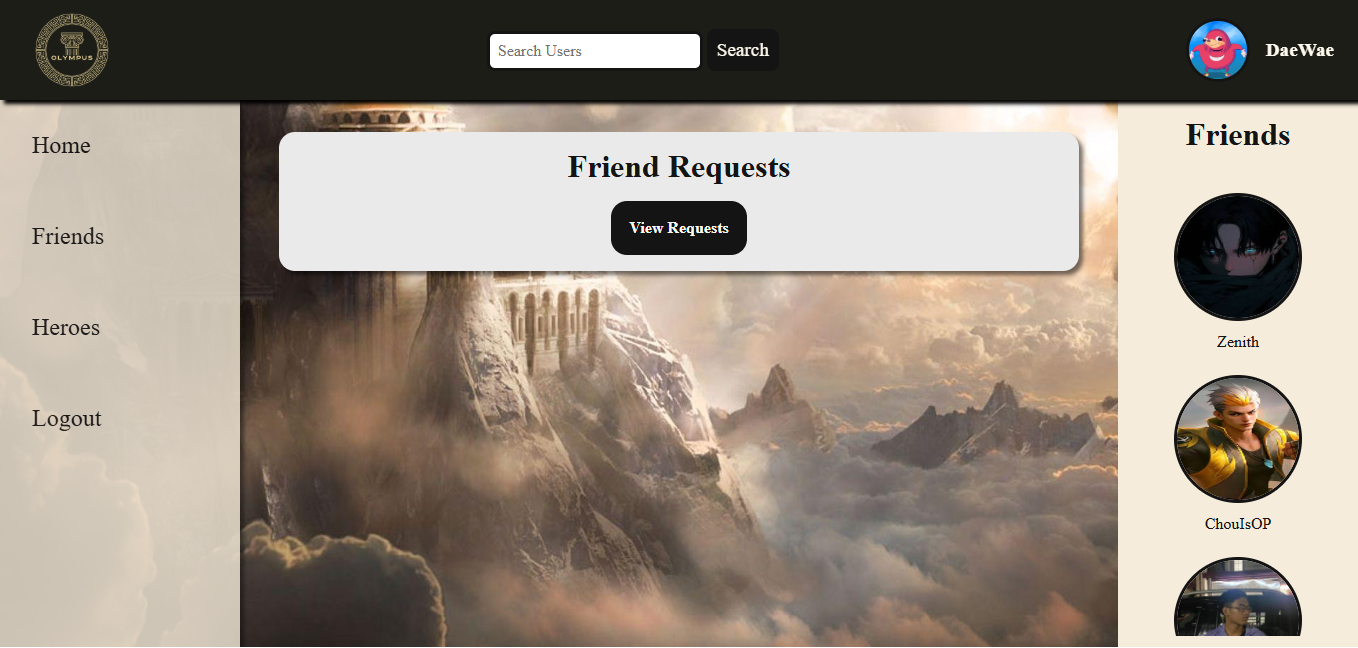 OLYMPUS
Search Users
Search
DaeWae
Home
Friends
Heroes
Logout
Friend Requests
View Requests
Friends
Zenith
ChouIsOP